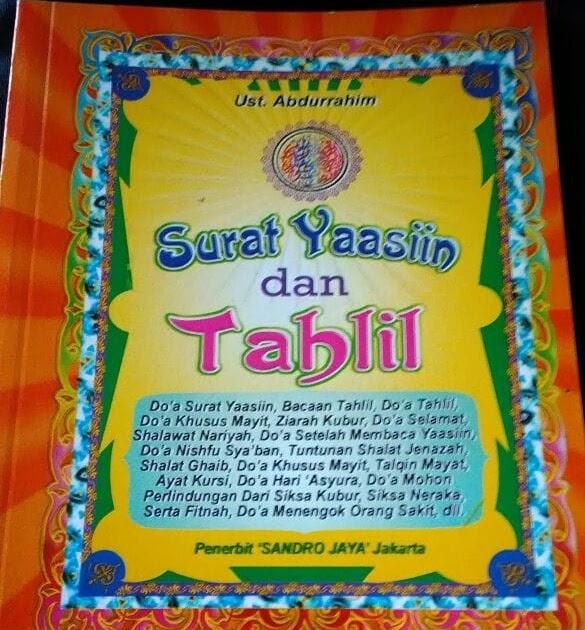 Ust. Abdurrahim
Surat Yaasiin
dan
Tahlil
Do'a Surat Yaasiin, Bacaan Tahlil, Do'a Tahlil,
Do'a Khusus Mayit, Ziarah Kubur, Do'a Selamat,
Shalawat Nariyah, Do'a Setelah Membaca Yaasiin,
Do'a Nishfu Sya'ban, Tuntunan Shalat Jenazah,
Shalat Ghaib, Do'a Khusus Mayit, Talqin Mayat,
Ayat Kursi, Do'a Hari 'Asyura, Do'a Mohon
Perlindungan Dari Siksa Kubur, Siksa Neraka,
Serta Fitnah, Do'a Menengok Orang Sakit, dll.
Penerbit 'SANDRO JAYA' Jakarta